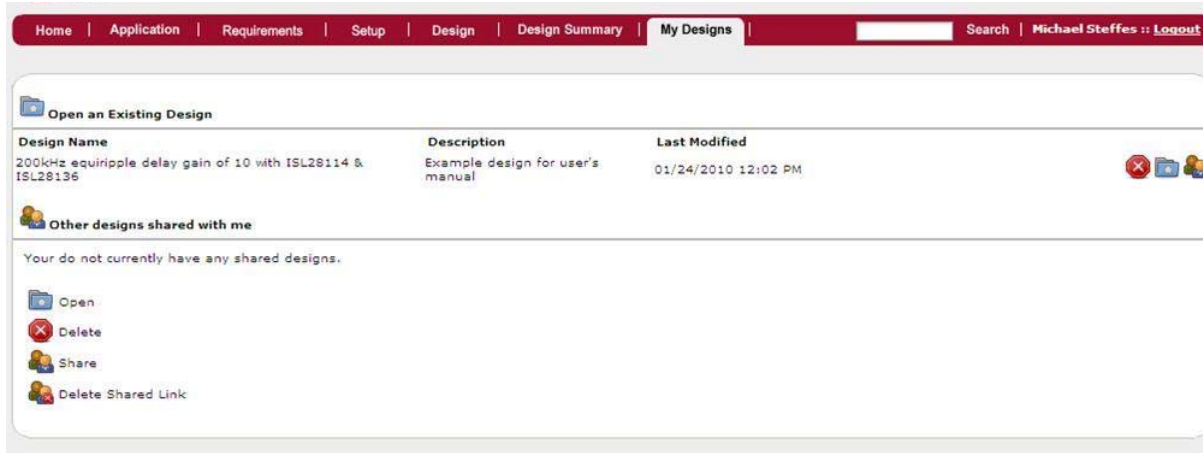 Home | Application | Requirements | Setup | Design | Design Summary | My Designs | Search | Michael Steffes :: Logout
Open an Existing Design
Design Name Description Last Modified
200kHz equiripple delay gain of 10 with ISL28114 & Example design for user's
ISL28136 manual 01/24/2010 12:02 PM
Other designs shared with me
Your do not currently have any shared designs.
Open
Delete
Share
Delete Shared Link